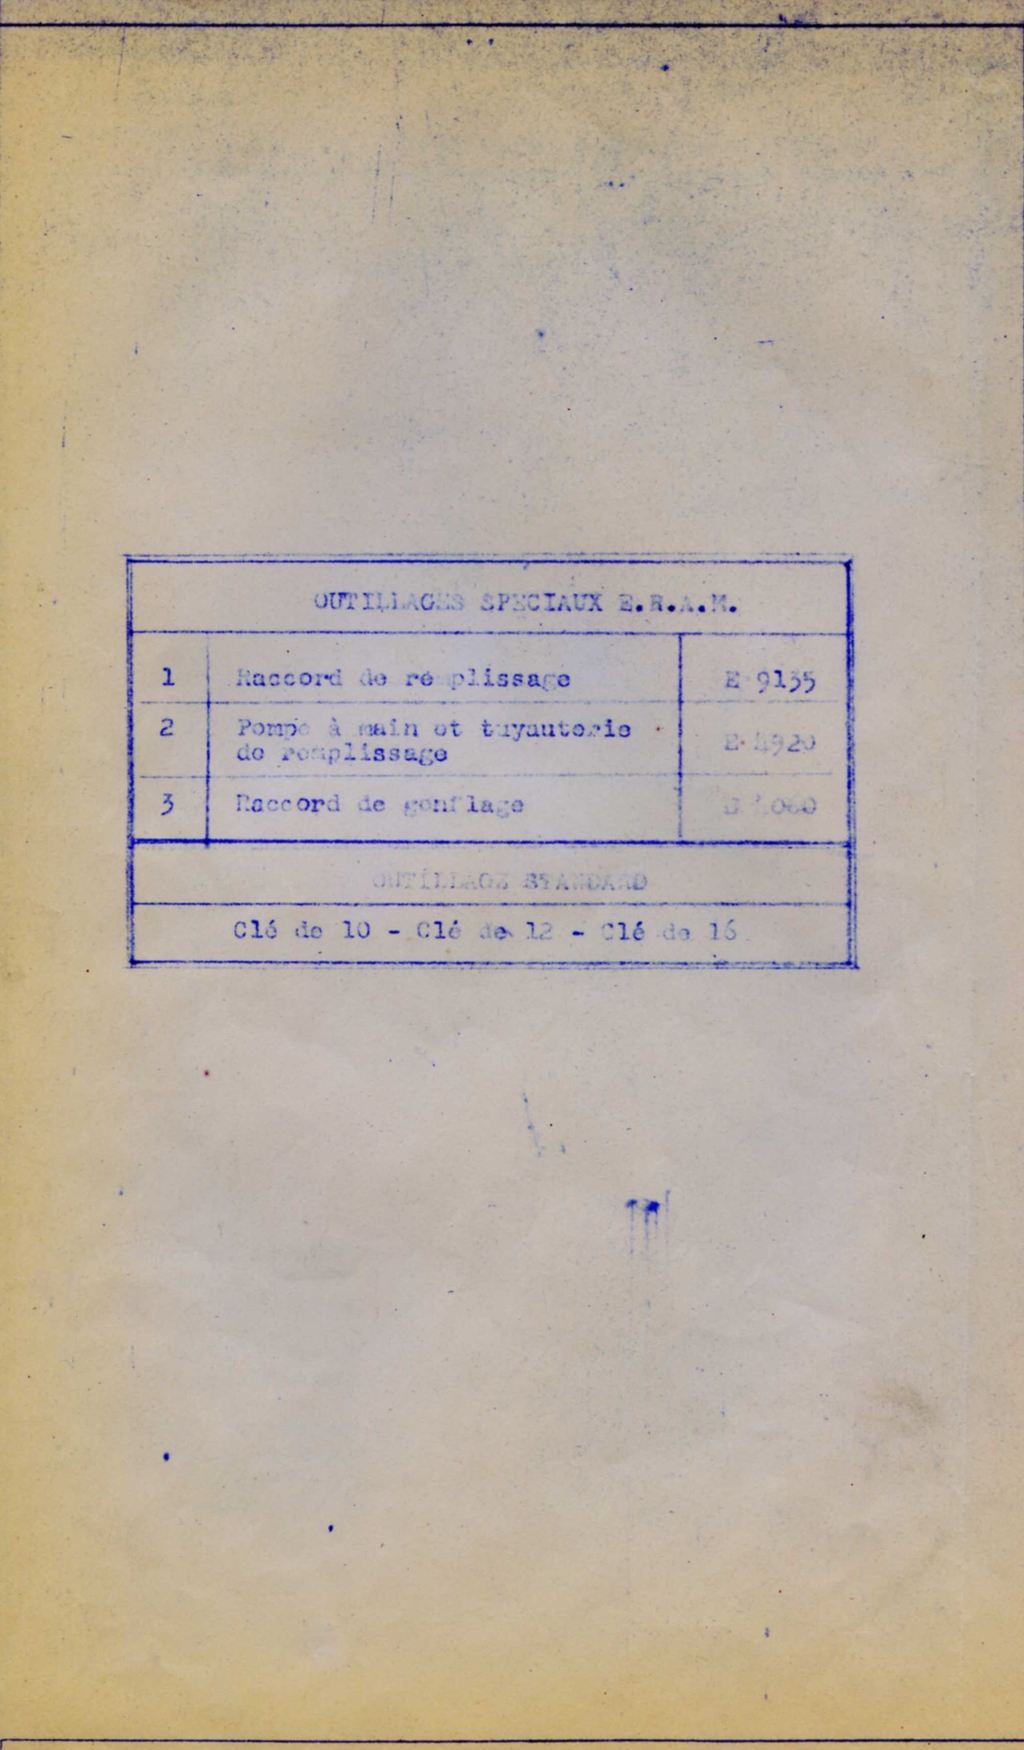 OUTILLAGES SPECIAUX E.R.A.M.
1 Raccord de remplissage E 9135
2 Pompe à main et tuyauterie
de remplissage
3 Raccord de gonflage
OUTILLAGE STANDARD
Clé de 10 - Clé de 12 - Clé de 16